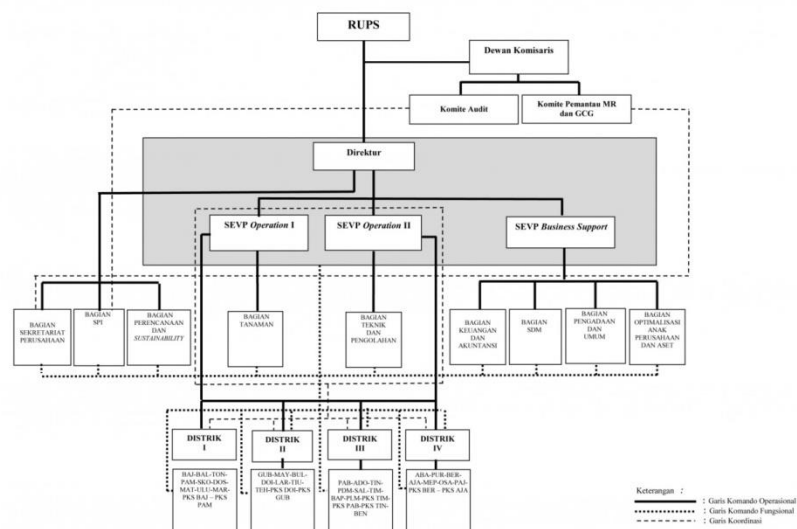 RUPS
Dewan Komisaris
Komite Audit
Komite Pemantau MR
dan GCG
Direktur
SEVP Operation I
SEVP Operation II
SEVP Business Support
BAGIAN
SEKRETARIAT
PERUSAHAAN
BAGIAN
SPI
BAGIAN
PERENCANAAN
DAN
SUSTAINABILITY
BAGIAN
TANAMAN
BAGIAN
TEKNIK
DAN
PENGOLAHAN
BAGIAN
KEUANGAN
DAN
AKUNTANSI
BAGIAN
SDM
BAGIAN
PENGADAAN
DAN
UMUM
BAGIAN
OPTIMALISASI
ANAK
PERUSAHAAN
DAN ASET
DISTRIK
I
DISTRIK
II
DISTRIK
III
DISTRIK
IV
BAJ-BAL-TON-
PAM-SKO-DOS-
MAT-ULU-MAR-
PKS BAJ – PKS
PAM
GUB-MAY-BUL-
DOI-LAR-TIU-
TEH-PKS DOI-PKS
GUB
PAB-ADO-TIN-
PDM-SAL-TIM-
BAP-PLM-PKS TIM-
PKS PAB-PKS TIN-
BEN
ABA-PUR-BER-
AJA-MEP-OSA-PAJ-
PKS BER – PKS AJA
Keterangan :
: Garis Komando Operasional
: Garis Komando Fungsional
: Garis Koordinasi